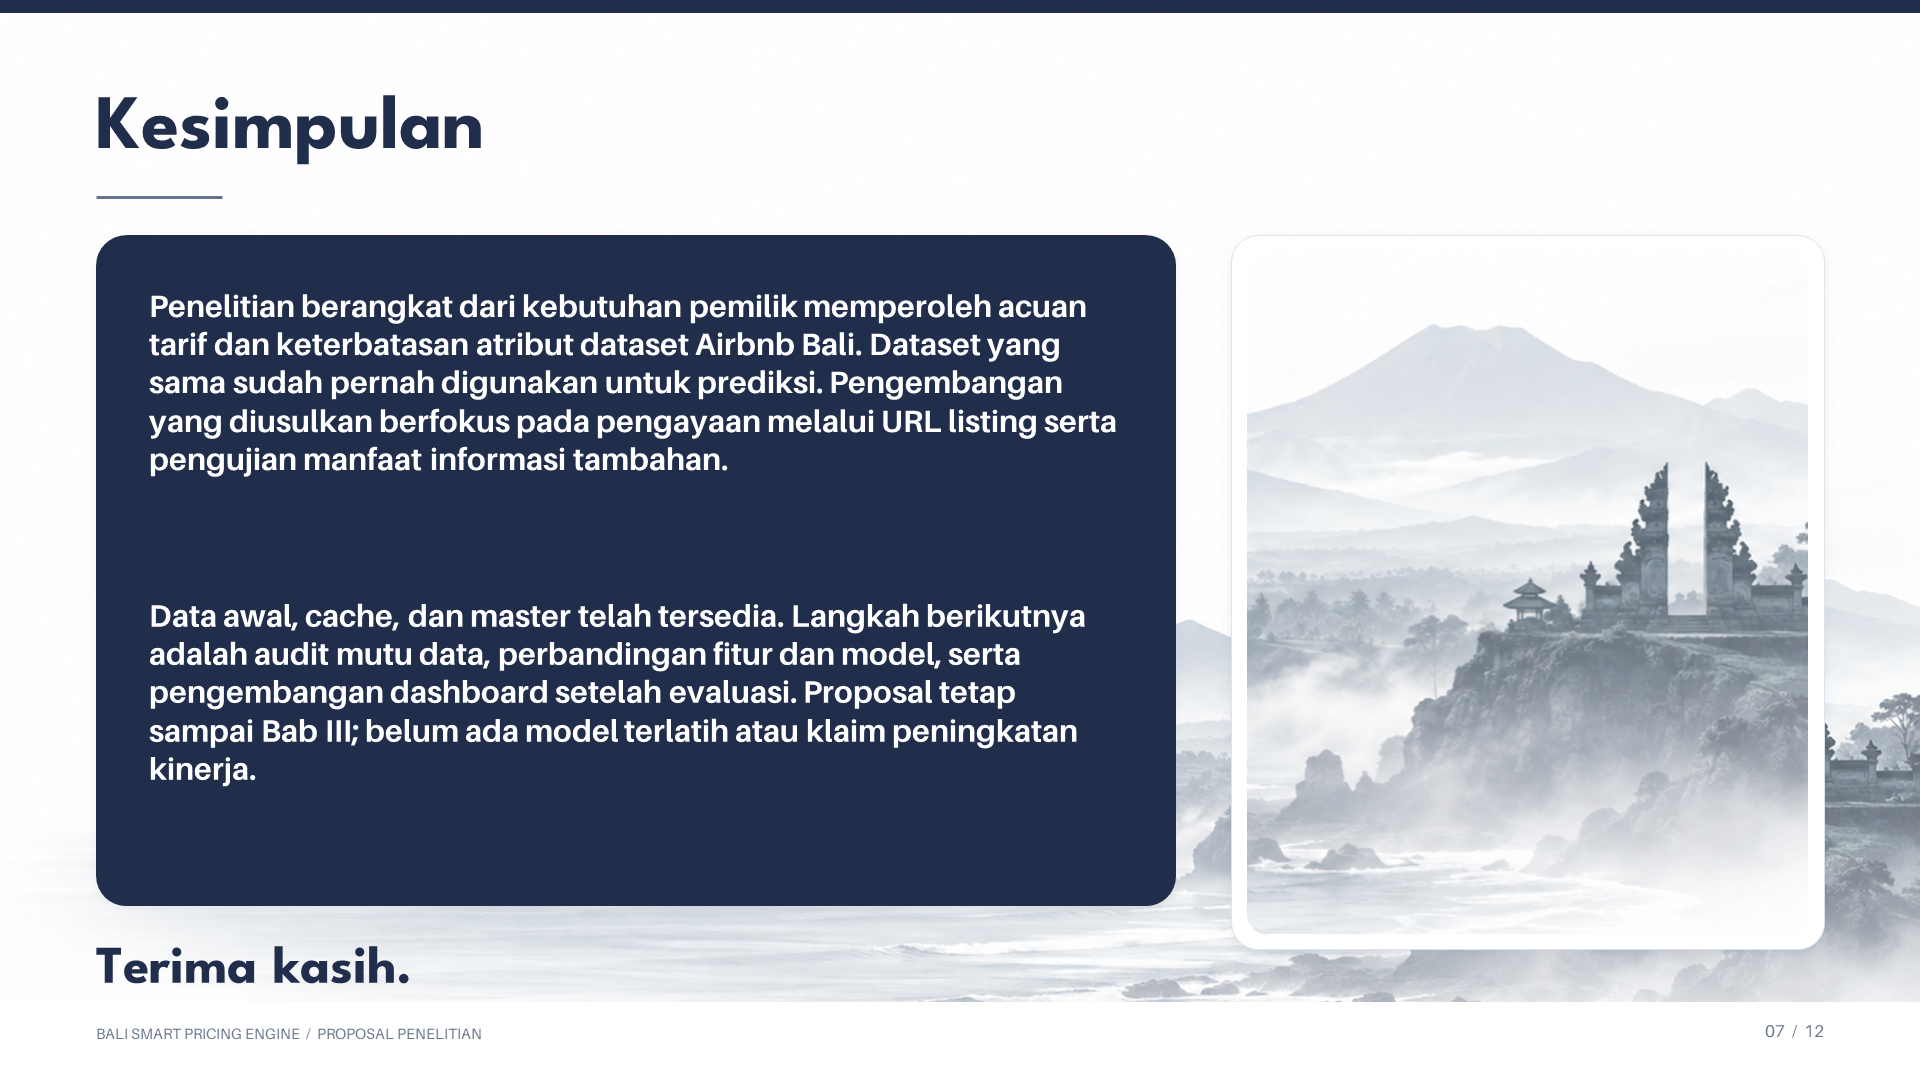 Kesimpulan
Penelitian berangkat dari kebutuhan pemilik memperoleh acuan
tarif dan keterbatasan atribut dataset Airbnb Bali. Dataset yang
sama sudah pernah digunakan untuk prediksi. Pengembangan
yang diusulkan berfokus pada pengayaan melalui URL listing serta
pengujian manfaat informasi tambahan.
Data awal, cache, dan master telah tersedia. Langkah berikutnya
adalah audit mutu data, perbandingan fitur dan model, serta
pengembangan dashboard setelah evaluasi. Proposal tetap
sampai Bab III; belum ada model terlatih atau klaim peningkatan
kinerja.
Terima kasih.
BALI SMART PRICING ENGINE / PROPOSAL PENELITIAN
07 / 12